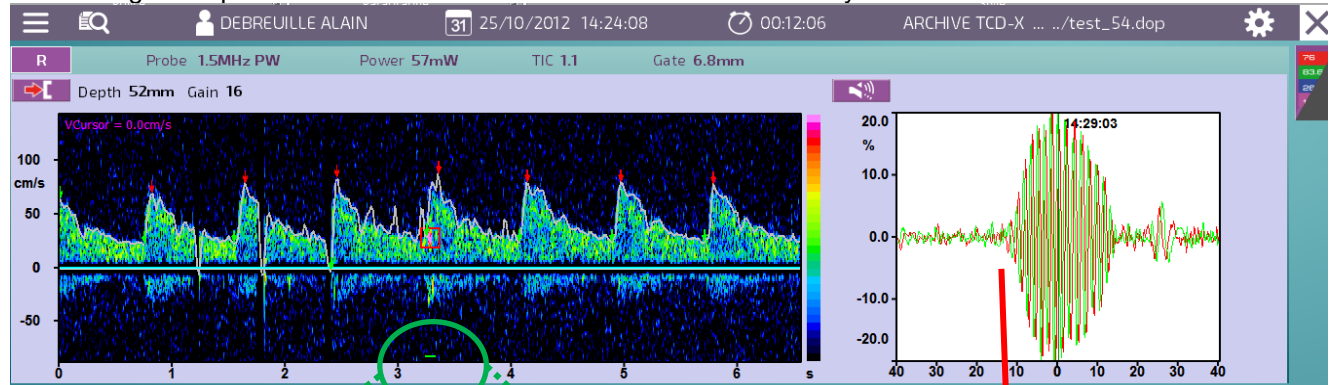 DEBREUILLE ALAIN 31 25/10/2012 14:24:08 00:12:06 ARCHIVE TCD-X ... ../test_54.dop
R Probe 1.5MHz PW Power 57mW TIC 1.1 Gate 6.8mm
76
83.6
Depth 52mm Gain 16
VCursor = 0.0cm/s
100
cm/s
50
0
-50
0 1 2 3 4 5 6 s
14:29:03
20.0
%
10.0
0.0
-10.0
-20.0
40 30 20 10 0 10 20 30 40